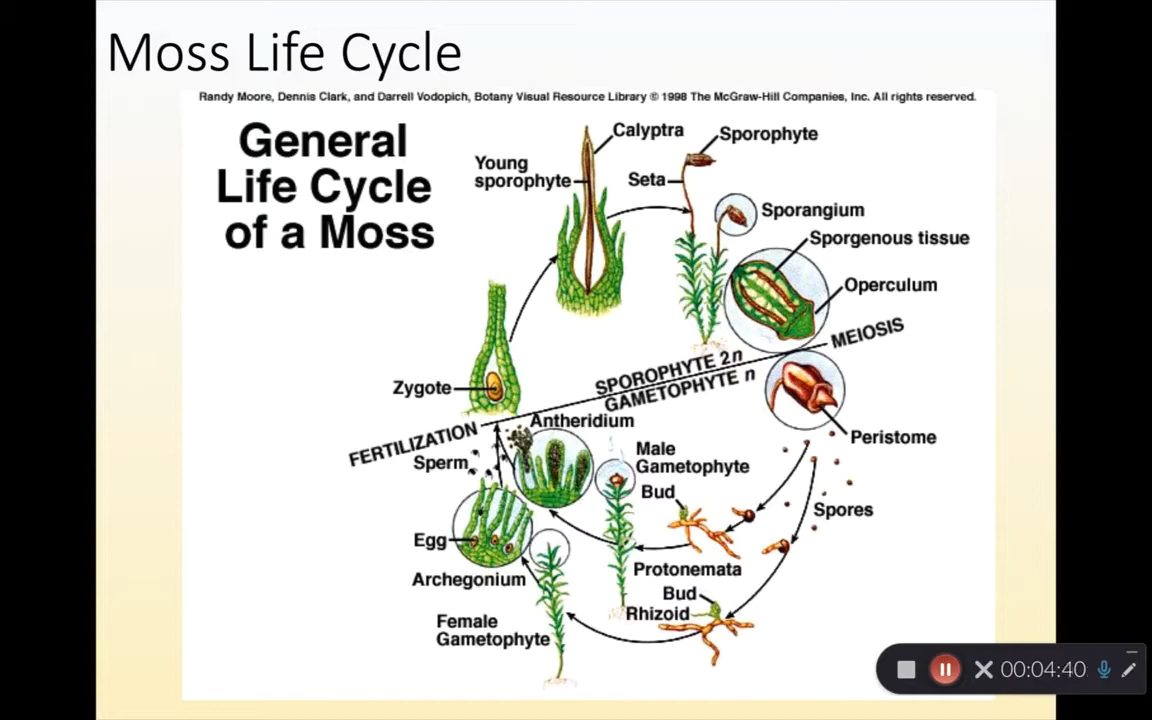 Moss Life Cycle
Randy Moore, Dennis Clark, and Darrell Vodopich, Botany Visual Resource Library © 1998 The McGraw-Hill Companies, Inc. All rights reserved.
General
Life Cycle
of a Moss
Calyptra
Sporophyte
Young
sporophyte
Seta
Sporangium
Sporgenous tissue
Operculum
MEIOSIS
SPOROPHYTE 2n
GAMETOPHYTE n
Zygote
FERTILIZATION
Antheridium
Peristome
Sperm
Male
Gametophyte
Bud
Spores
Egg
Protonemata
Archegonium
Bud
Rhizoid
Female
Gametophyte
00:04:40